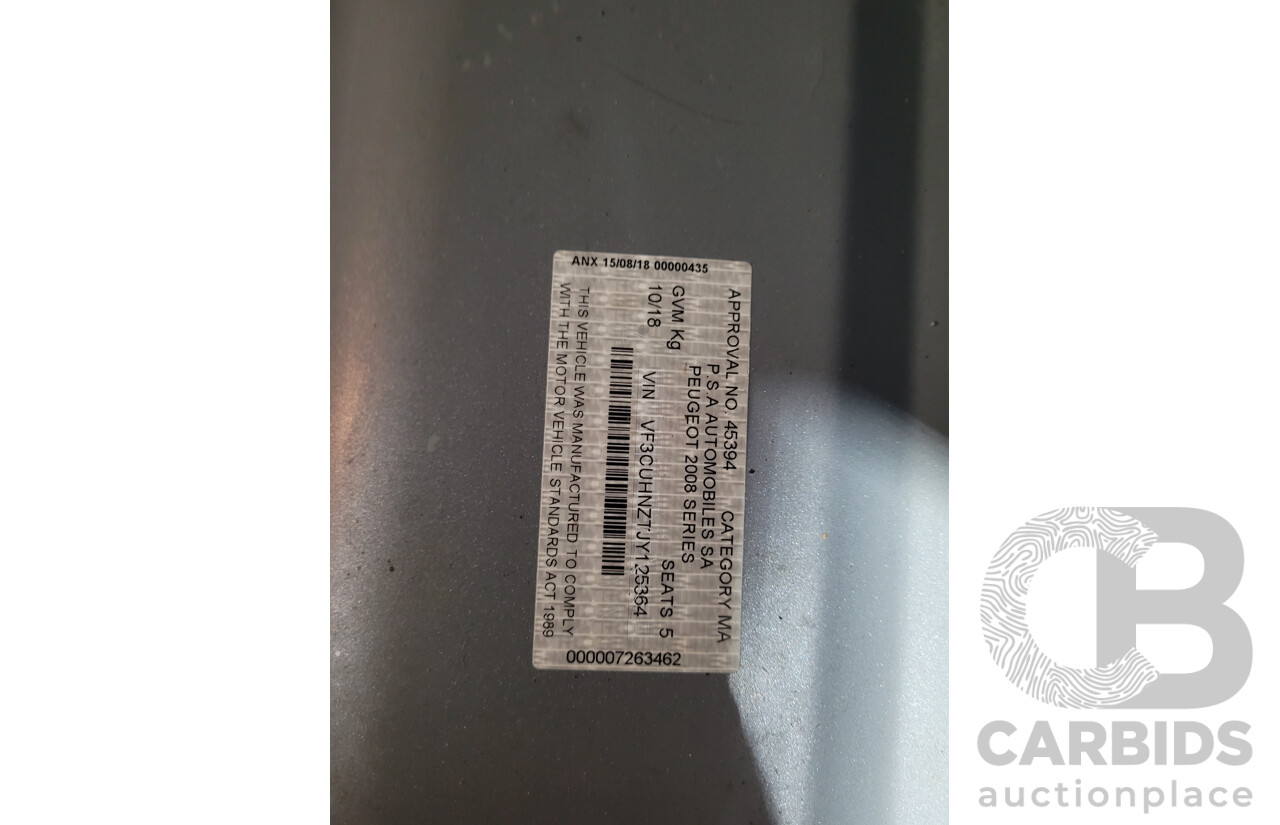 ANX 15/08/18 00000435
APPROVAL NO. 45394 CATEGORY MA
P.S.A AUTOMOBILES SA
PEUGEOT 2008 SERIES
GVM Kg SEATS 5
10/18 VIN VF3CUHNZTJY125364
THIS VEHICLE WAS MANUFACTURED TO COMPLY
WITH THE MOTOR VEHICLE STANDARDS ACT 1989
000007263462
CB
CARBIDS
auctionplace